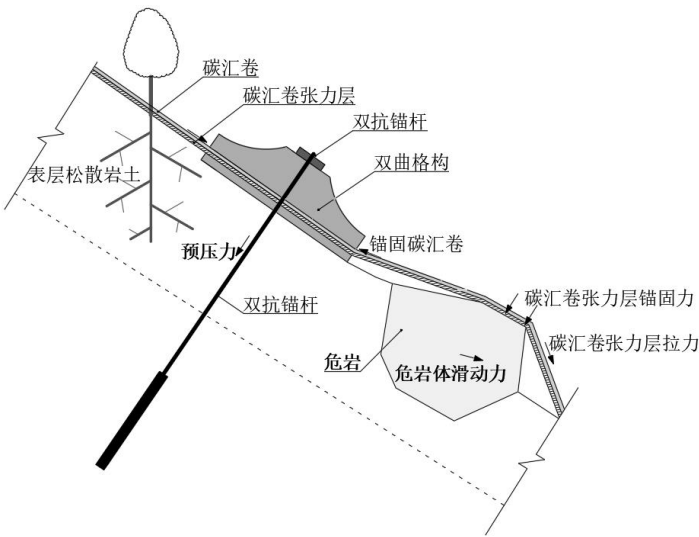 碳汇卷
碳汇卷张力层
双抗锚杆
双曲格构
表层松散岩土
锚固碳汇卷
预压力
碳汇卷张力层锚固力
双抗锚杆
碳汇卷张力层拉力
危岩
危岩体滑动力